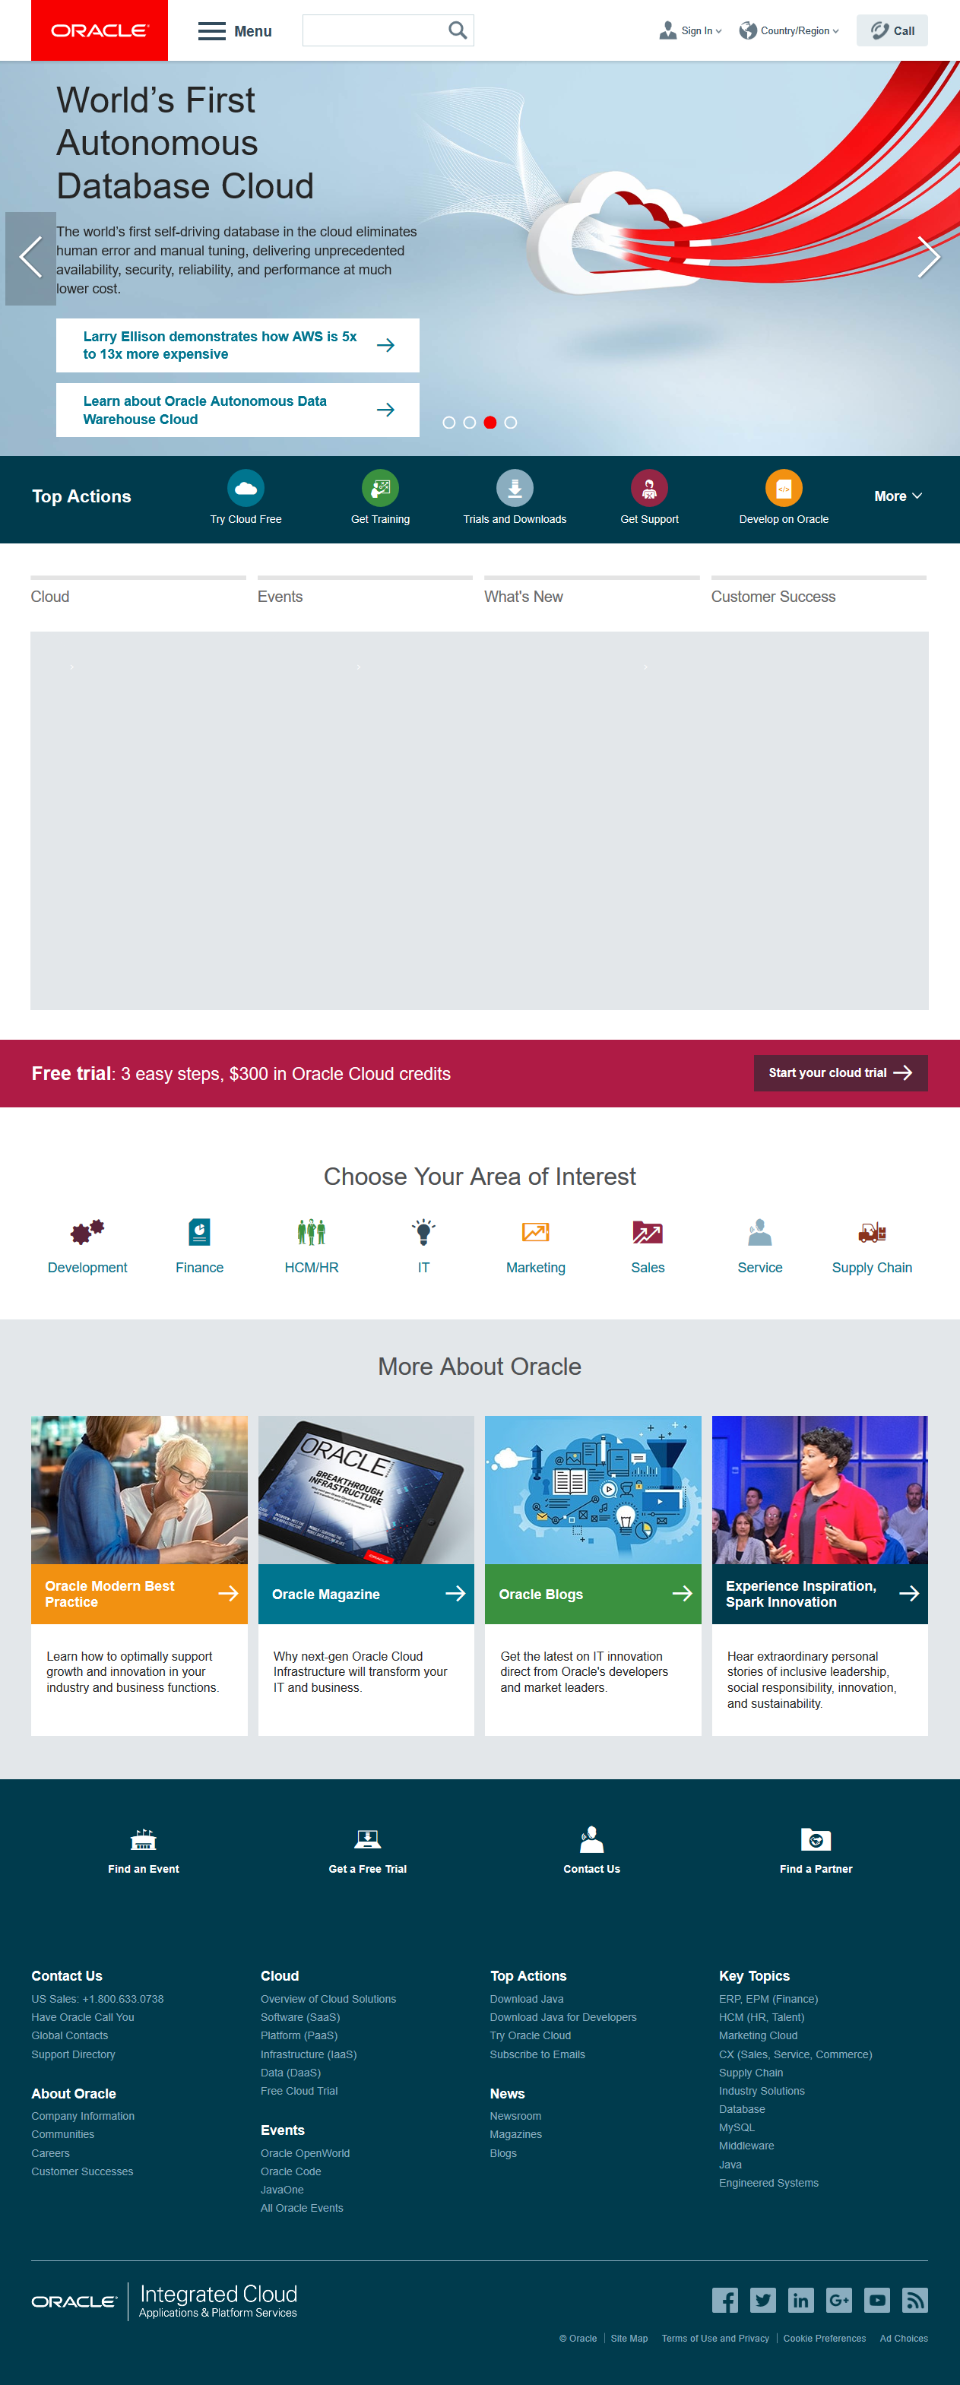 ORACLE
Menu
Sign In
Country/Region
Call
World's First
Autonomous
Database Cloud
The world's first self-driving database in the cloud eliminates
human error and manual tuning, delivering unprecedented
availability, security, reliability, and performance at much
lower cost.
Larry Ellison demonstrates how AWS is 5x
to 13x more expensive
Learn about Oracle Autonomous Data
Warehouse Cloud
Top Actions
Try Cloud Free
Get Training
Trials and Downloads
Get Support
Develop on Oracle
More
Cloud
Events
What's New
Customer Success
Free trial: 3 easy steps, $300 in Oracle Cloud credits
Start your cloud trial
Choose Your Area of Interest
Development
Finance
HCM/HR
IT
Marketing
Sales
Service
Supply Chain
More About Oracle
ORACLE
BREAKTHROUGH
INFRASTRUCTURE
Oracle Modern Best
Practice
Learn how to optimally support
growth and innovation in your
industry and business functions.
Oracle Magazine
Why next-gen Oracle Cloud
Infrastructure will transform your
IT and business.
Oracle Blogs
Get the latest on IT innovation
direct from Oracle's developers
and market leaders.
Experience Inspiration,
Spark Innovation
Hear extraordinary personal
stories of inclusive leadership,
social responsibility, innovation,
and sustainability.
Find an Event
Get a Free Trial
Contact Us
Find a Partner
Contact Us
US Sales: +1.800.633.0738
Have Oracle Call You
Global Contacts
Support Directory
About Oracle
Company Information
Communities
Careers
Customer Successes
Cloud
Overview of Cloud Solutions
Software (SaaS)
Platform (PaaS)
Infrastructure (IaaS)
Data (DaaS)
Free Cloud Trial
Events
Oracle OpenWorld
Oracle Code
JavaOne
All Oracle Events
Top Actions
Download Java
Download Java for Developers
Try Oracle Cloud
Subscribe to Emails
News
Newsroom
Magazines
Blogs
Key Topics
ERP, EPM (Finance)
HCM (HR, Talent)
Marketing Cloud
CX (Sales, Service, Commerce)
Supply Chain
Industry Solutions
Database
MySQL
Middleware
Java
Engineered Systems
ORACLE
Integrated Cloud
Applications & Platform Services
© Oracle
Site Map
Terms of Use and Privacy
Cookie Preferences
Ad Choices